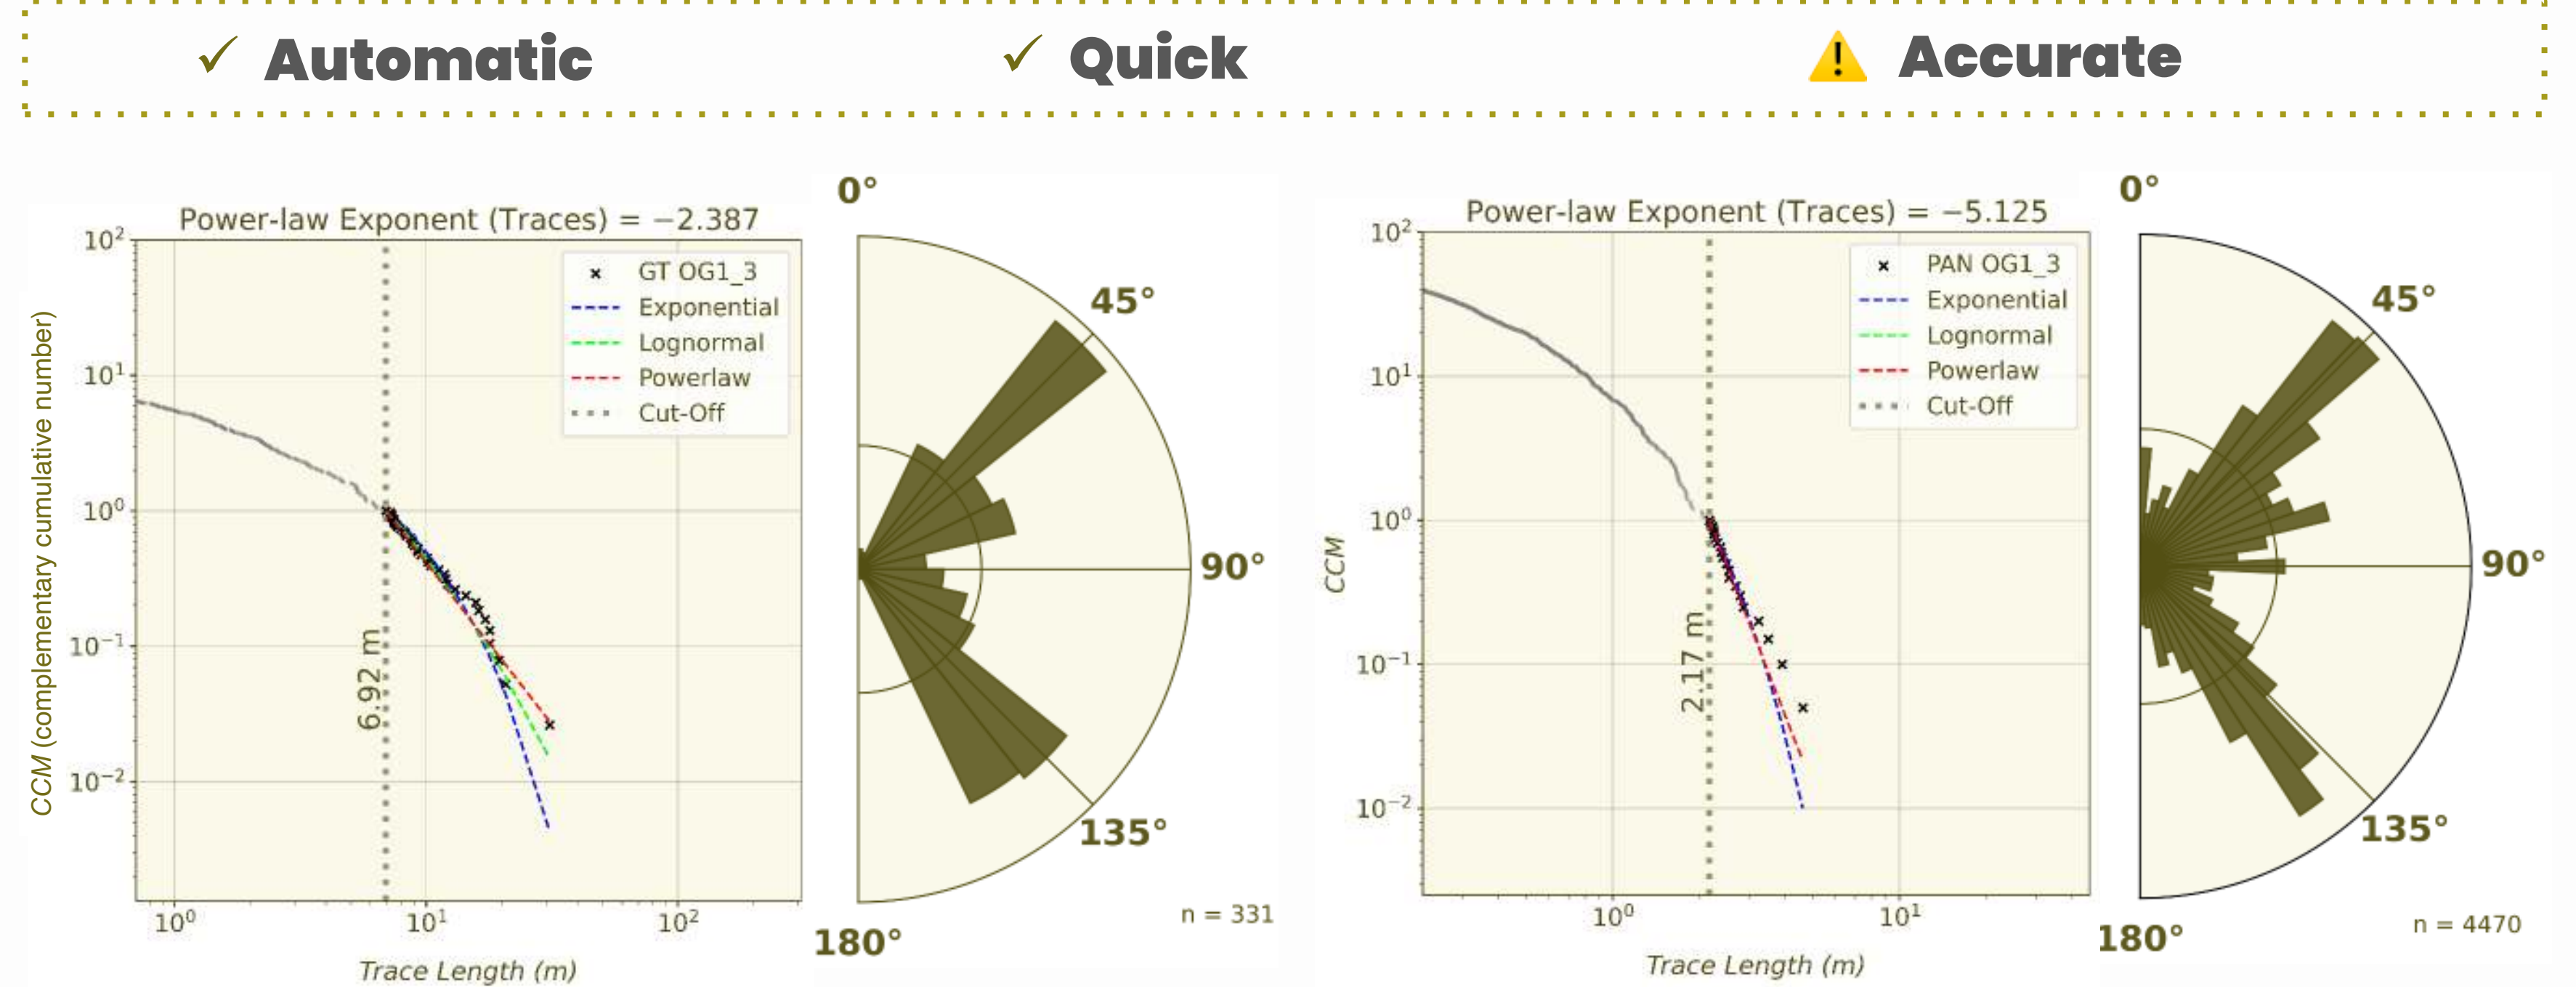 ✓ Automatic
✓ Quick
⚠ Accurate
Power-law Exponent (Traces) = −2.387
CCM (complementary cumulative number)
10²
10¹
10⁰
10⁻¹
10⁻²
GT OG1_3
Exponential
Lognormal
Powerlaw
Cut-Off
6.92 m
10⁰
10¹
10²
Trace Length (m)
0°
45°
90°
135°
180°
n = 331
Power-law Exponent (Traces) = −5.125
CCM
10²
10¹
10⁰
10⁻¹
10⁻²
PAN OG1_3
Exponential
Lognormal
Powerlaw
Cut-Off
2.17 m
10⁰
10¹
Trace Length (m)
0°
45°
90°
135°
180°
n = 4470